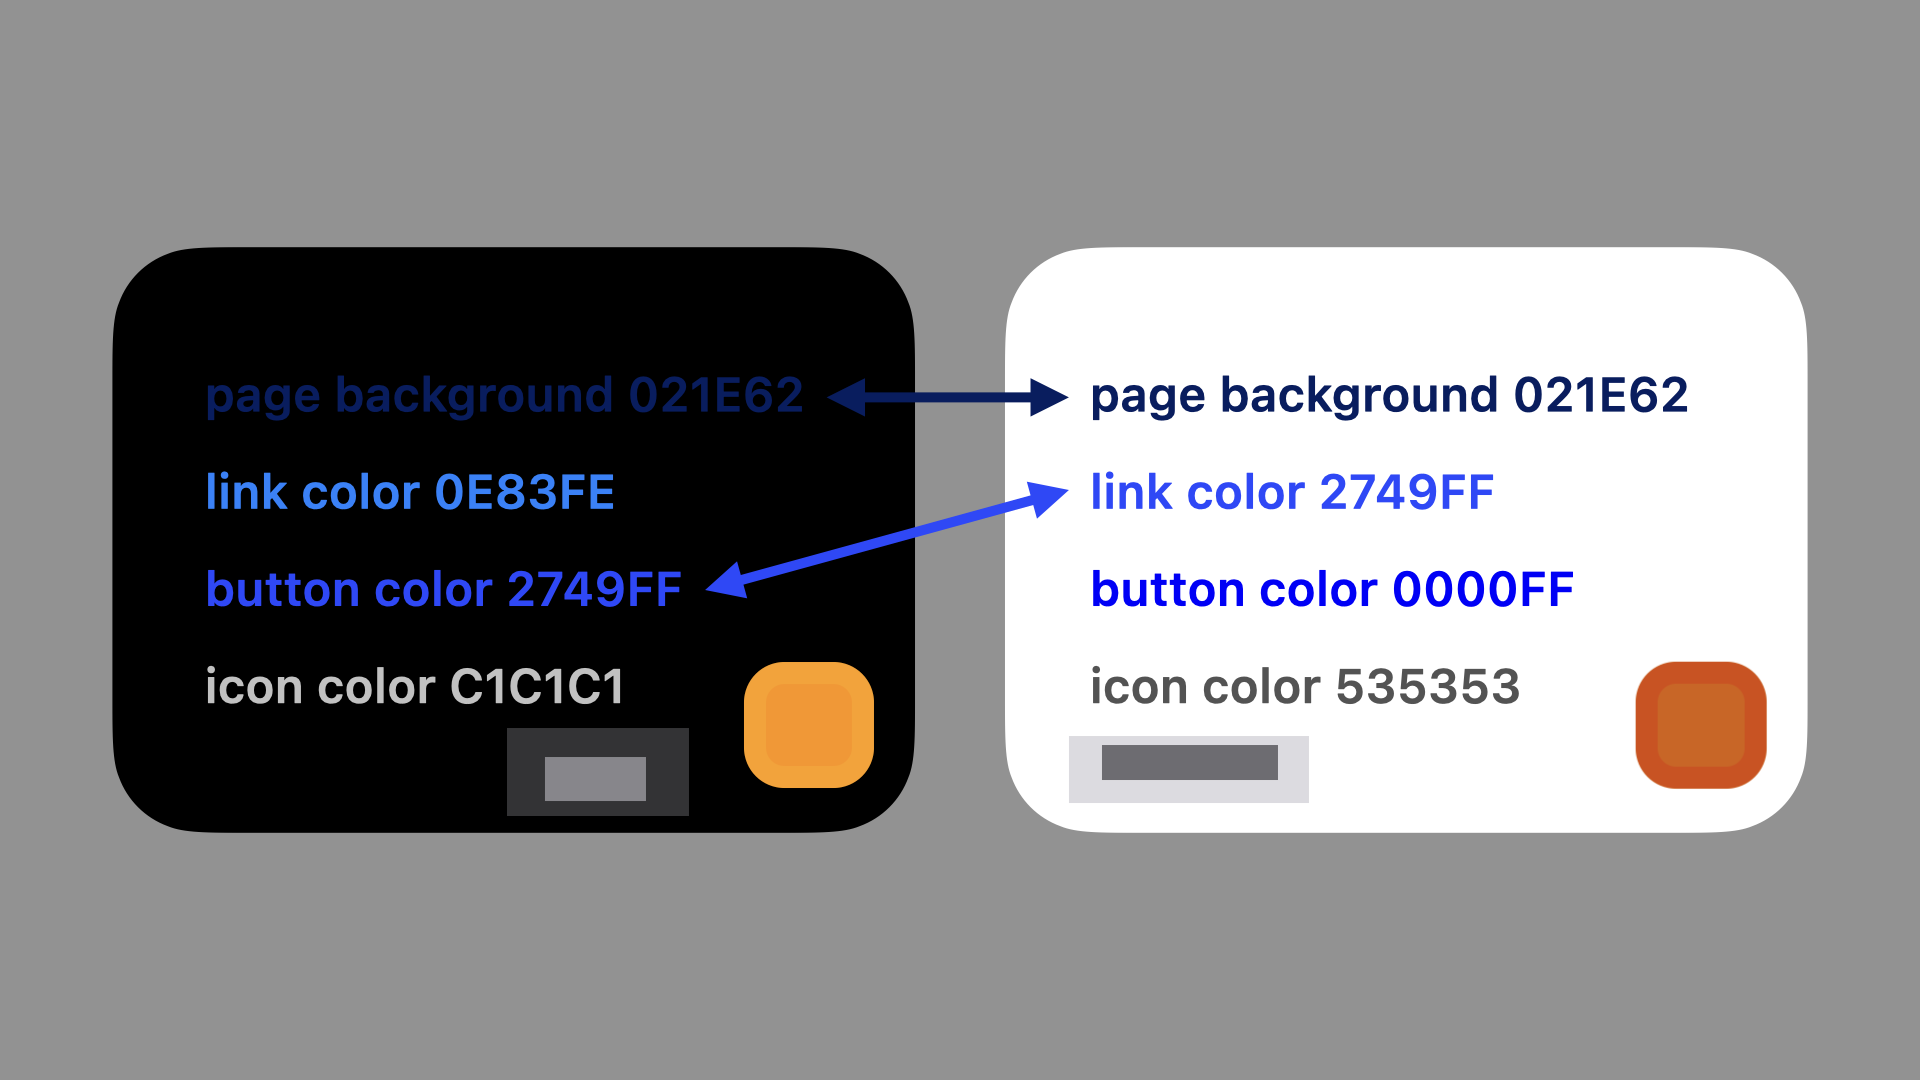 page background 021E62
link color 0E83FE
button color 2749FF
icon color C1C1C1
page background 021E62
link color 2749FF
button color 0000FF
icon color 535353